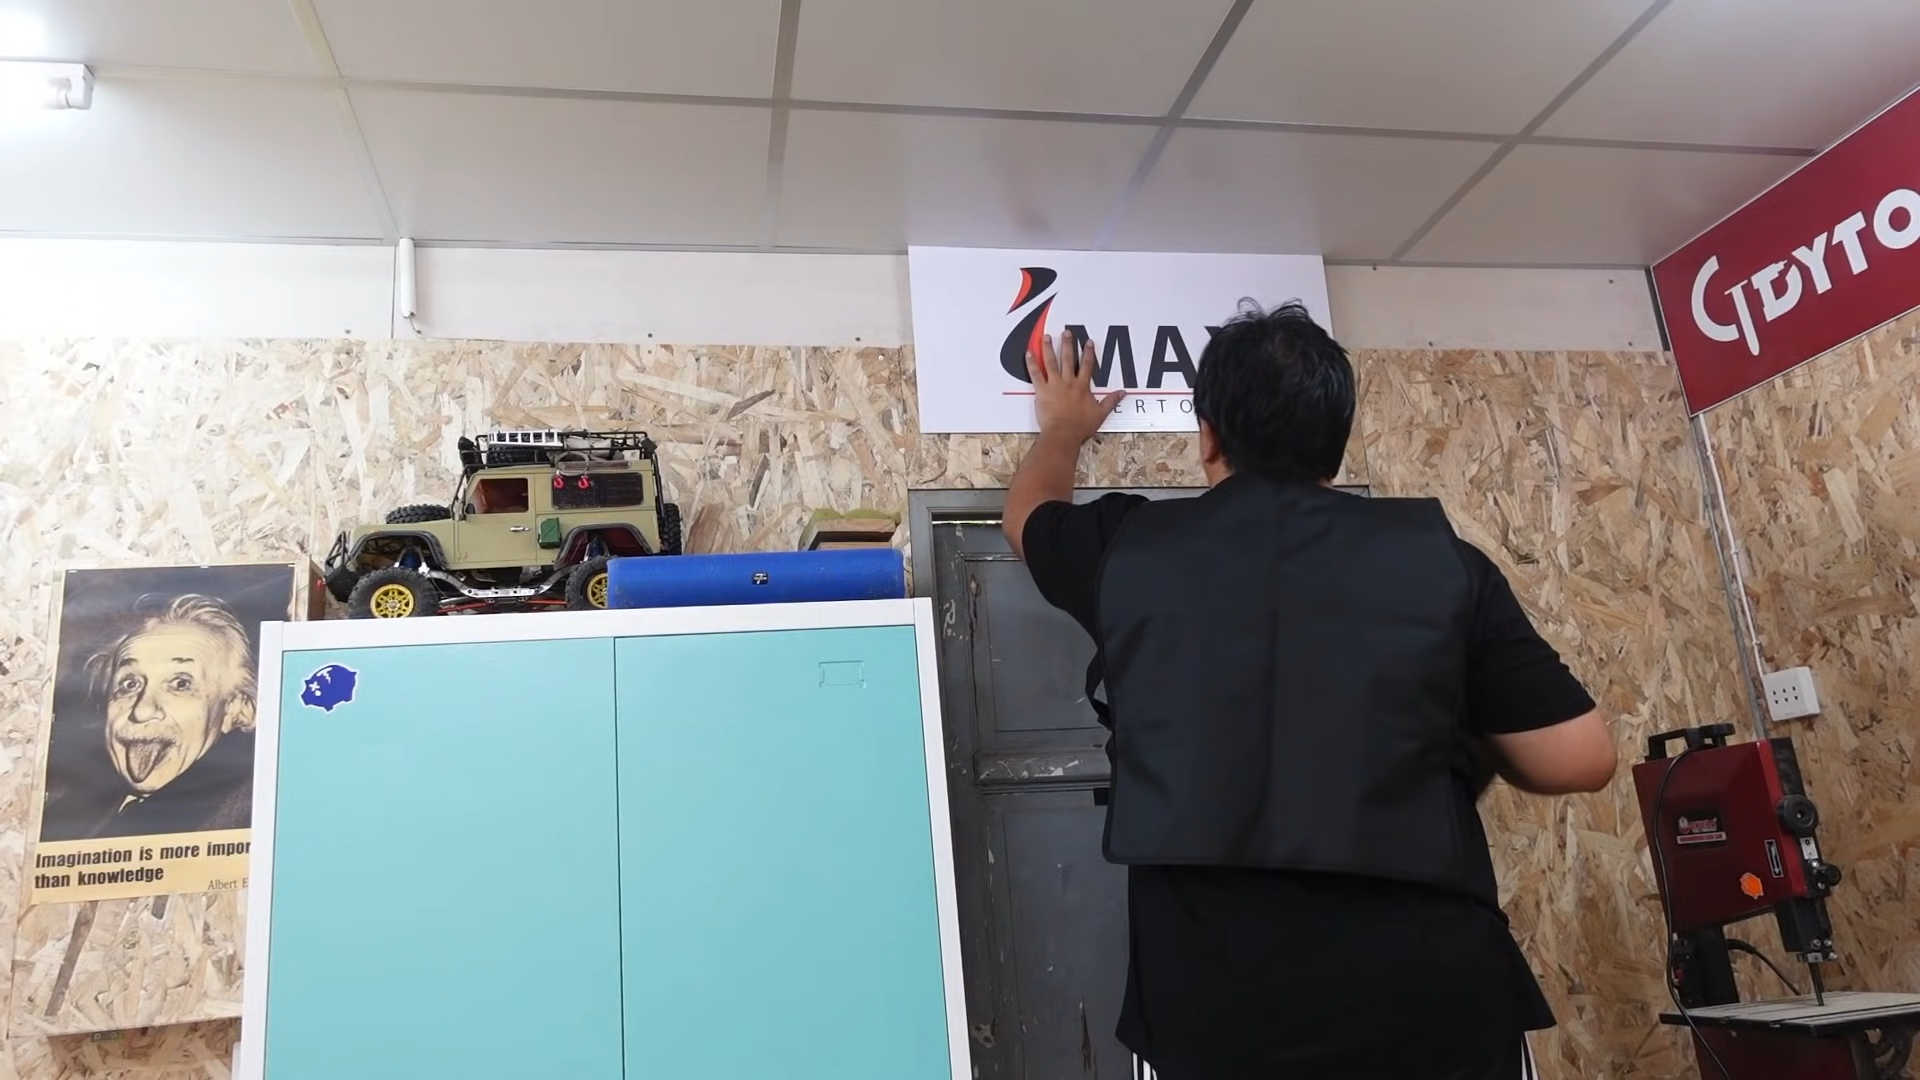 MAX
ERTO
DYTO
Imagination is more impor
than knowledge
Albert E